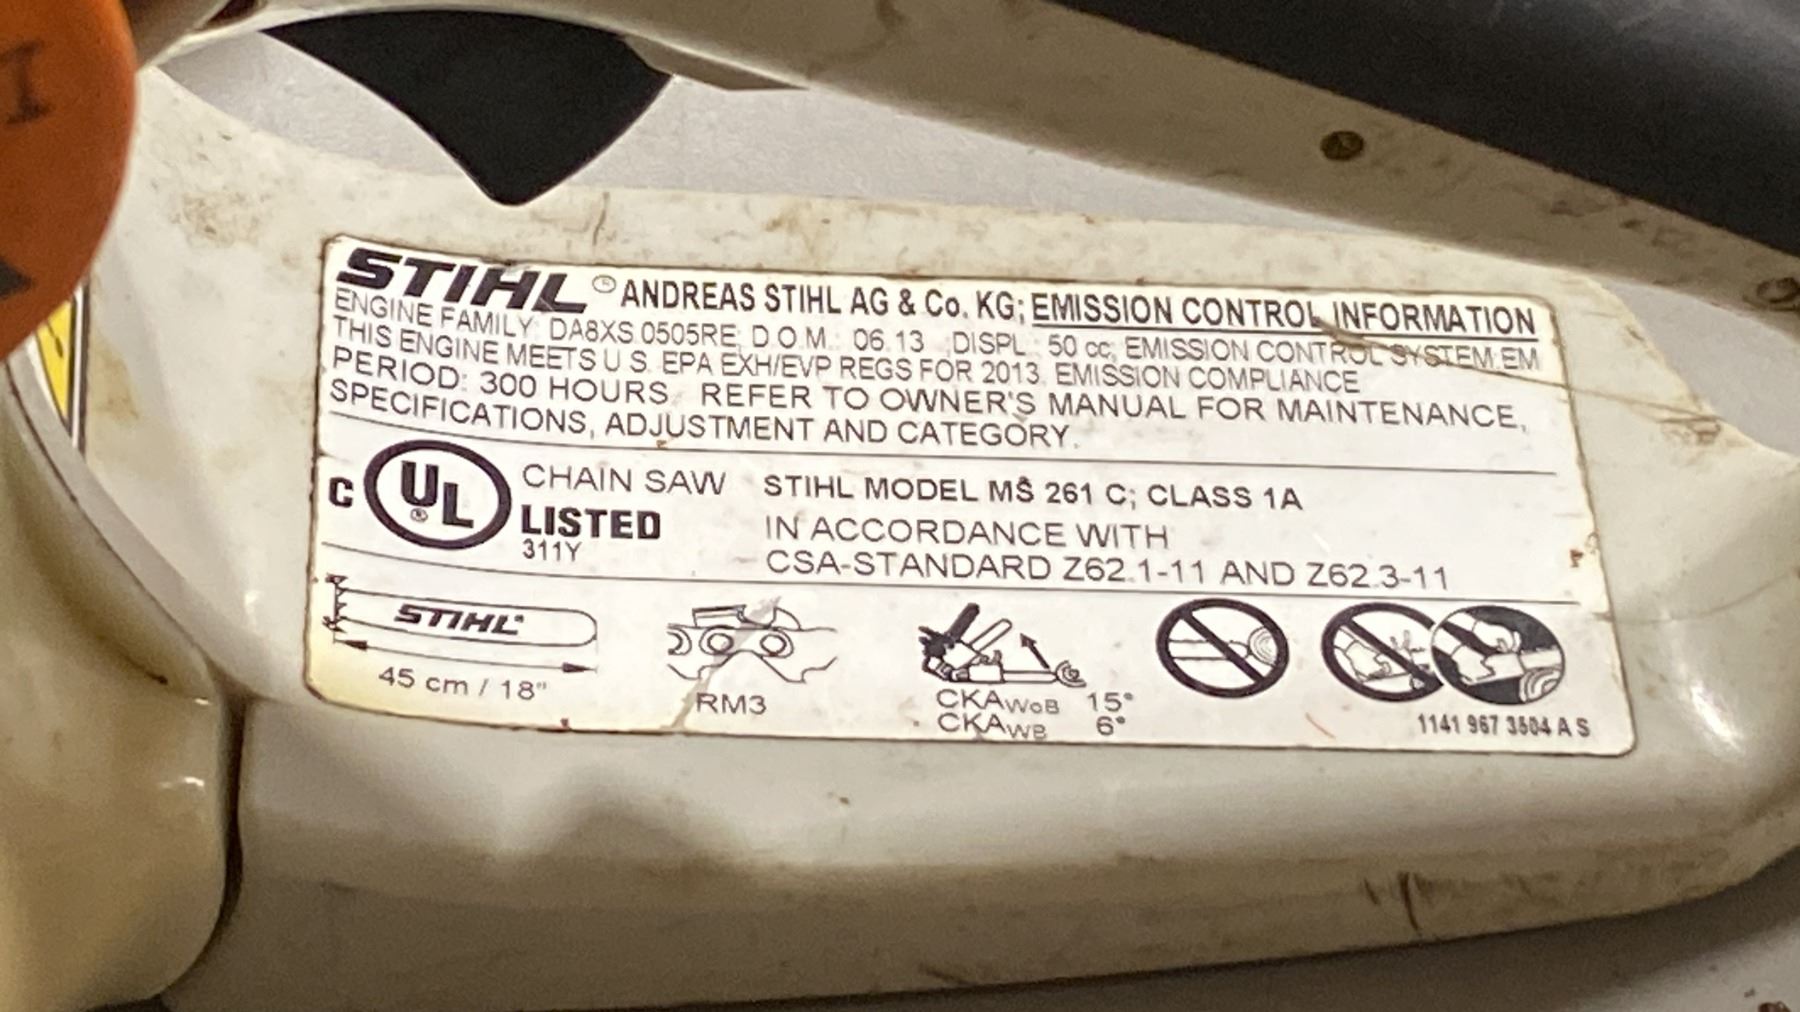 STIHL® ANDREAS STIHL AG & Co. KG; EMISSION CONTROL INFORMATION
ENGINE FAMILY: DA8XS.0505RE; D.O.M.: 06.13 ;DISPL.: 50 cc; EMISSION CONTROL SYSTEM:EM
THIS ENGINE MEETS U.S. EPA EXH/EVP REGS FOR 2013. EMISSION COMPLIANCE
PERIOD: 300 HOURS. REFER TO OWNER'S MANUAL FOR MAINTENANCE,
SPECIFICATIONS, ADJUSTMENT AND CATEGORY.
C UL® CHAIN SAW
LISTED
311Y
STIHL MODEL MS 261 C; CLASS 1A
IN ACCORDANCE WITH
CSA-STANDARD Z62.1-11 AND Z62.3-11
STIHL®
45 cm / 18"
RM3
CKAWoB 15°
CKAWB 6°
1141 967 3504 A S